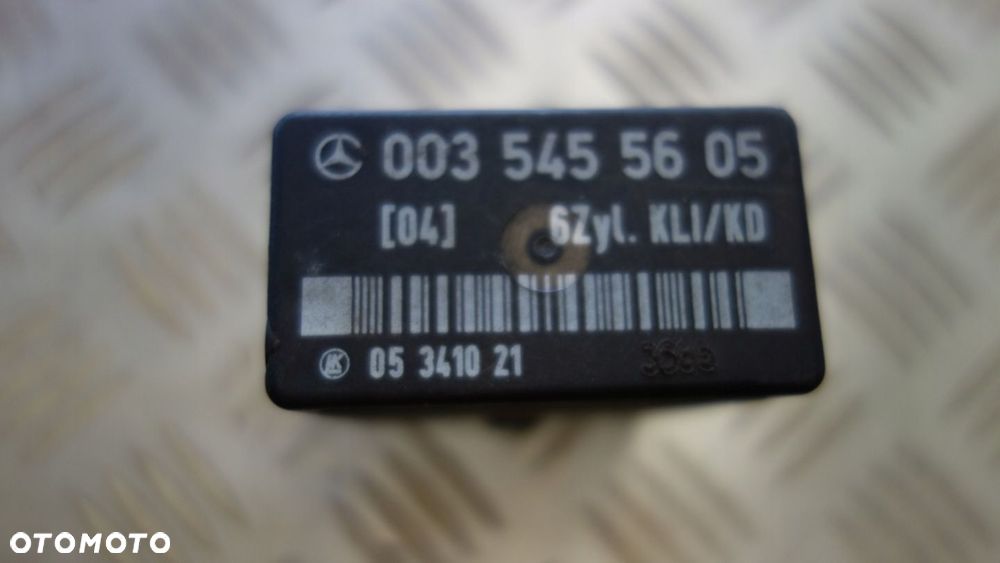 003 545 56 05
[04] 6Zyl. KLI/KD
05 3410 21
OTOMOTO